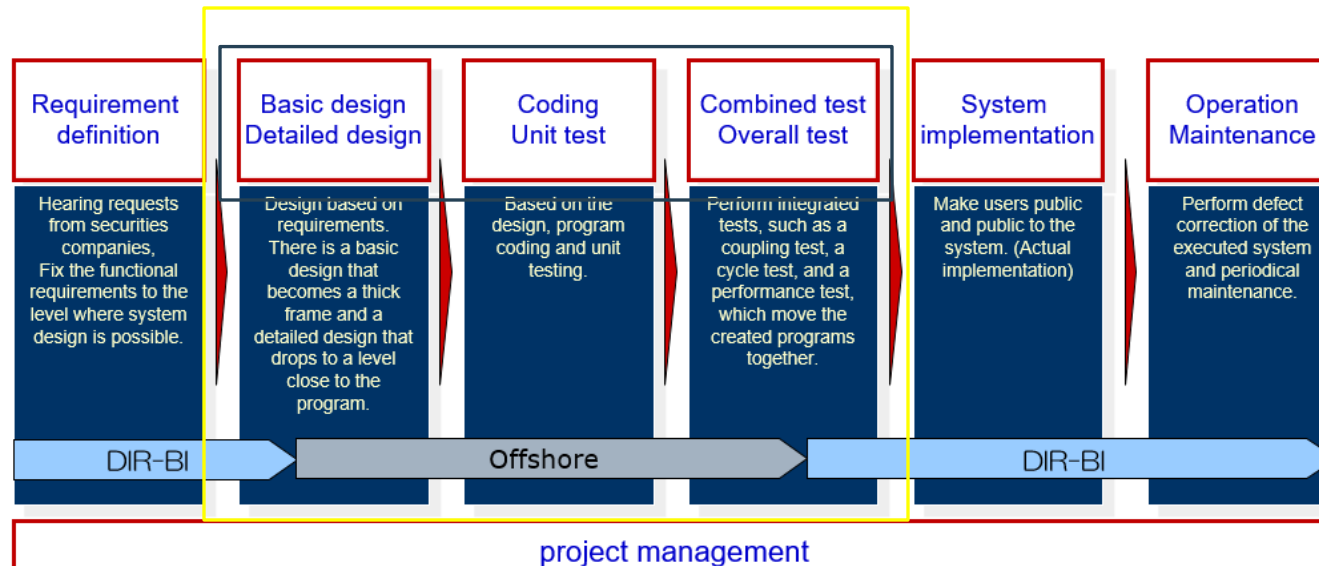 Requirement
definition
Basic design
Detailed design
Coding
Unit test
Combined test
Overall test
System
implementation
Operation
Maintenance
Hearing requests
from securities
companies,
Fix the functional
requirements to the
level where system
design is possible.
Design based on
requirements.
There is a basic
design that
becomes a thick
frame and a
detailed design that
drops to a level
close to the
program.
Based on the
design, program
coding and unit
testing.
Perform integrated
tests, such as a
coupling test, a
cycle test, and a
performance test,
which move the
created programs
together.
Make users public
and public to the
system. (Actual
implementation)
Perform defect
correction of the
executed system
and periodical
maintenance.
DIR-BI
Offshore
DIR-BI
project management